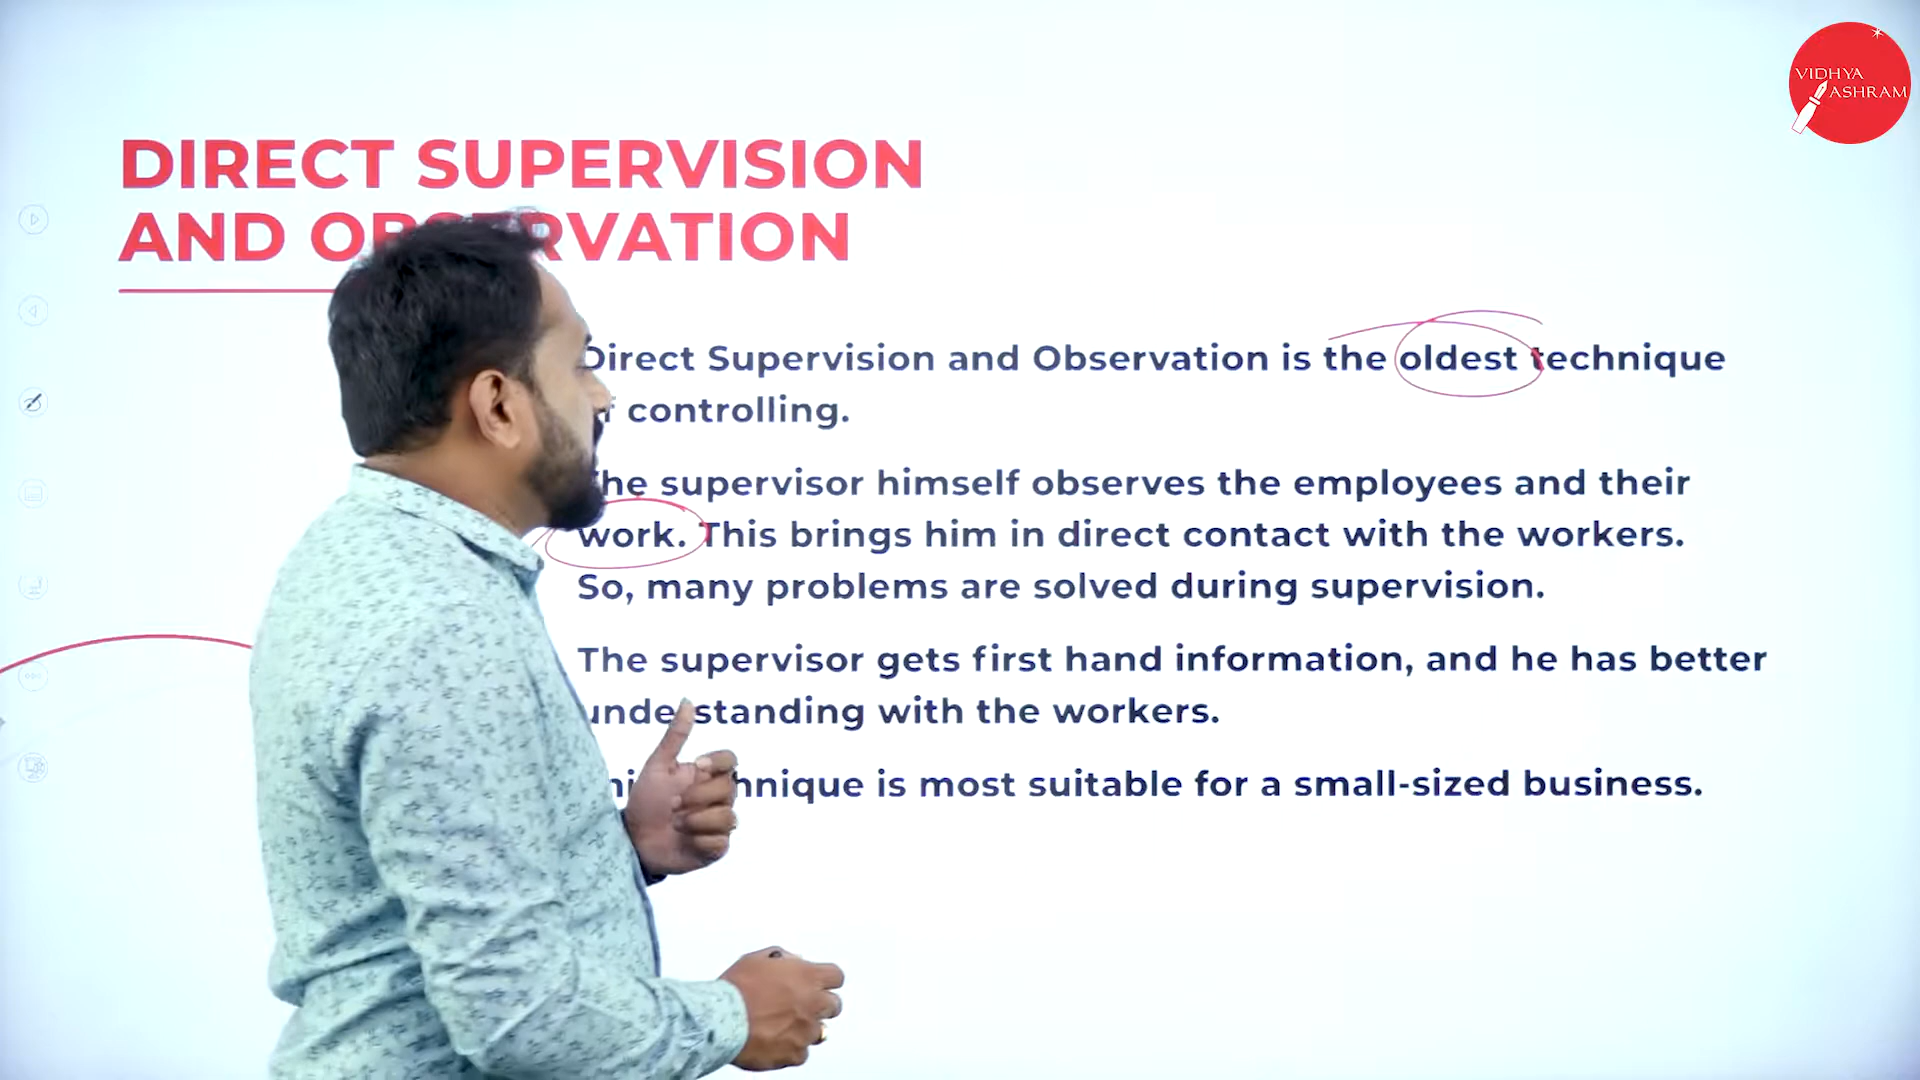 VIDHYA
ASHRAM
DIRECT SUPERVISION
AND OBSERVATION
Direct Supervision and Observation is the oldest technique
of controlling.
The supervisor himself observes the employees and their
work. This brings him in direct contact with the workers.
So, many problems are solved during supervision.
The supervisor gets first hand information, and he has better
understanding with the workers.
is most suitable for a small-sized business.